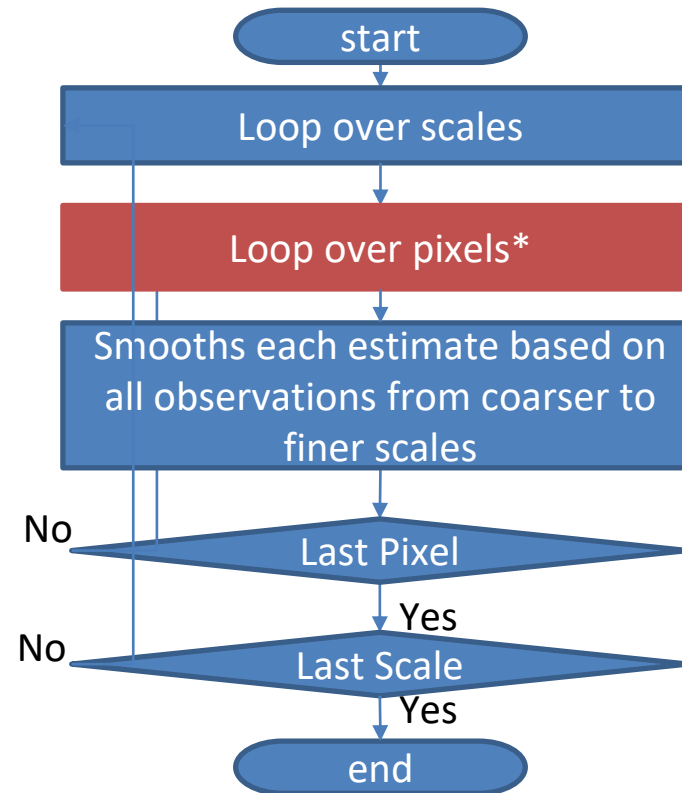 start
Loop over scales
Loop over pixels*
Smooths each estimate based on
all observations from coarser to
finer scales
No
Last Pixel
Yes
No
Last Scale
Yes
end